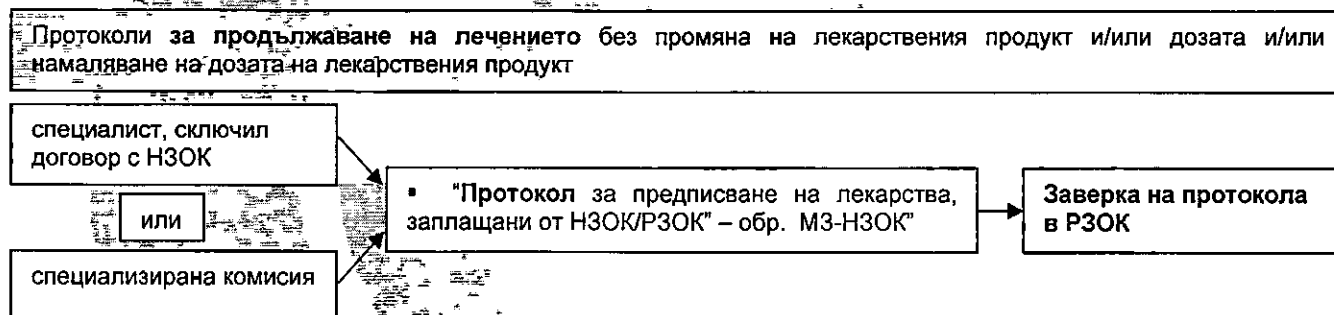 Протоколи за продължаване на лечението без промяна на лекарствения продукт и/или дозата и/или
намаляване на дозата на лекарствения продукт
специалист, сключил
договор с НЗОК
или
специализирана комисия
▪ "Протокол за предписване на лекарства,
заплащани от НЗОК/РЗОК" – обр. МЗ-НЗОК"
Заверка на протокола
в РЗОК